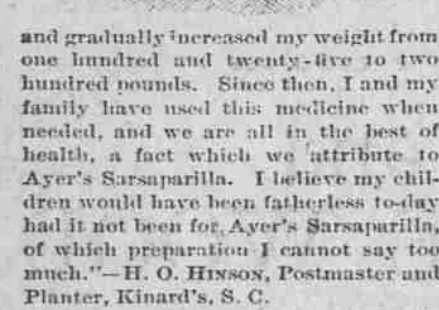 and gradually increased my weight from
one hundred and twenty-five to two
hundred pounds. Since then, I and my
family have used this medicine when
needed, and we are all in the best of
health, a fact which we attribute to
Ayer's Sarsaparilla. I believe my chil-
dren would have been fatherless to-day
had it not been for Ayer's Sarsaparilla,
of which preparation I cannot say too
much."—H. O. HINSON, Postmaster and
Planter, Kinard's, S. C.